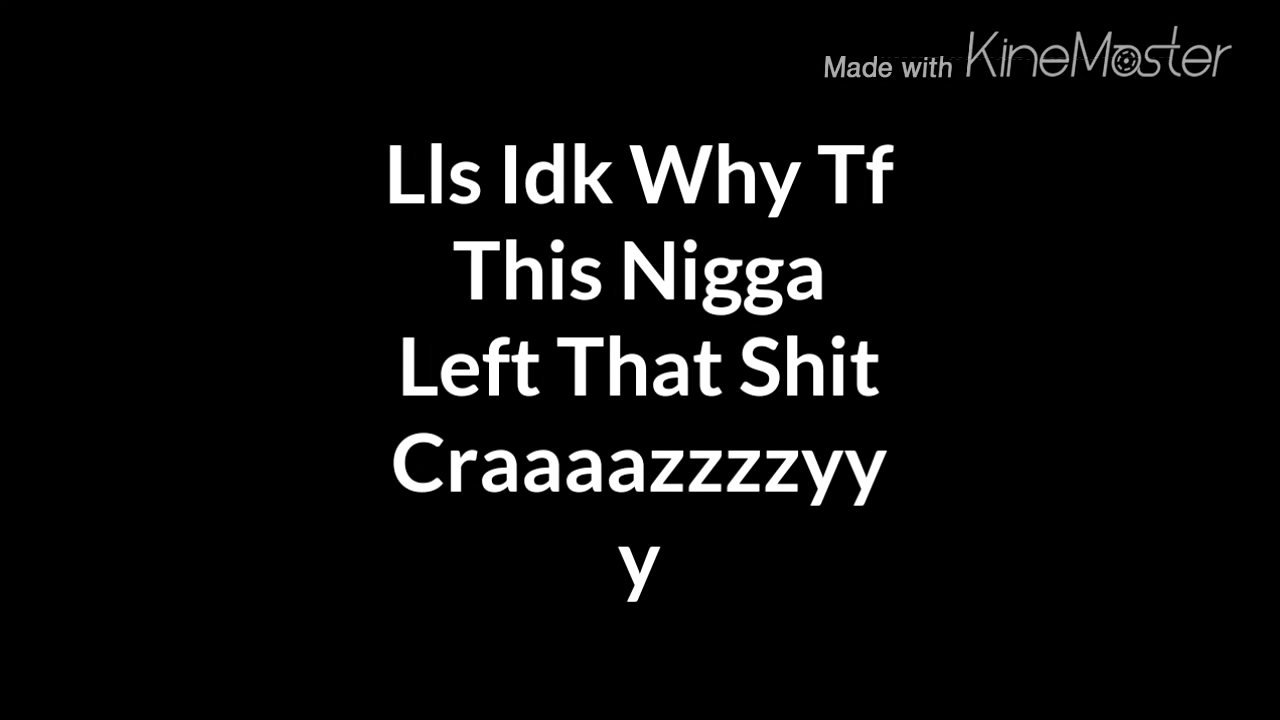 Made with KineMaster
Lls Idk Why Tf
This Nigga
Left That Shit
Craaaazzzzyy
y